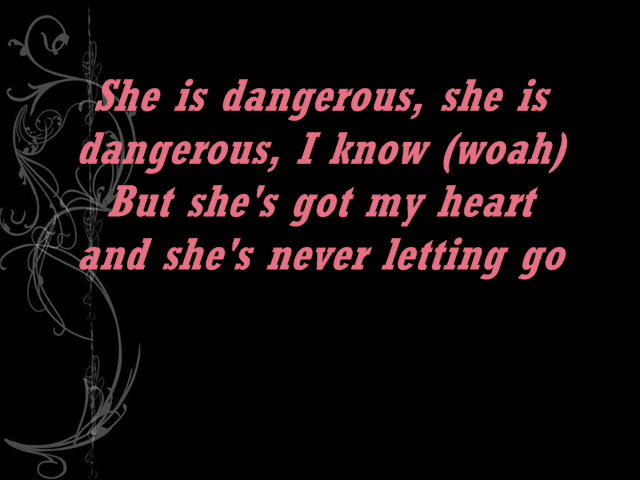 She is dangerous, she is
dangerous, I know (woah)
But she's got my heart
and she's never letting go